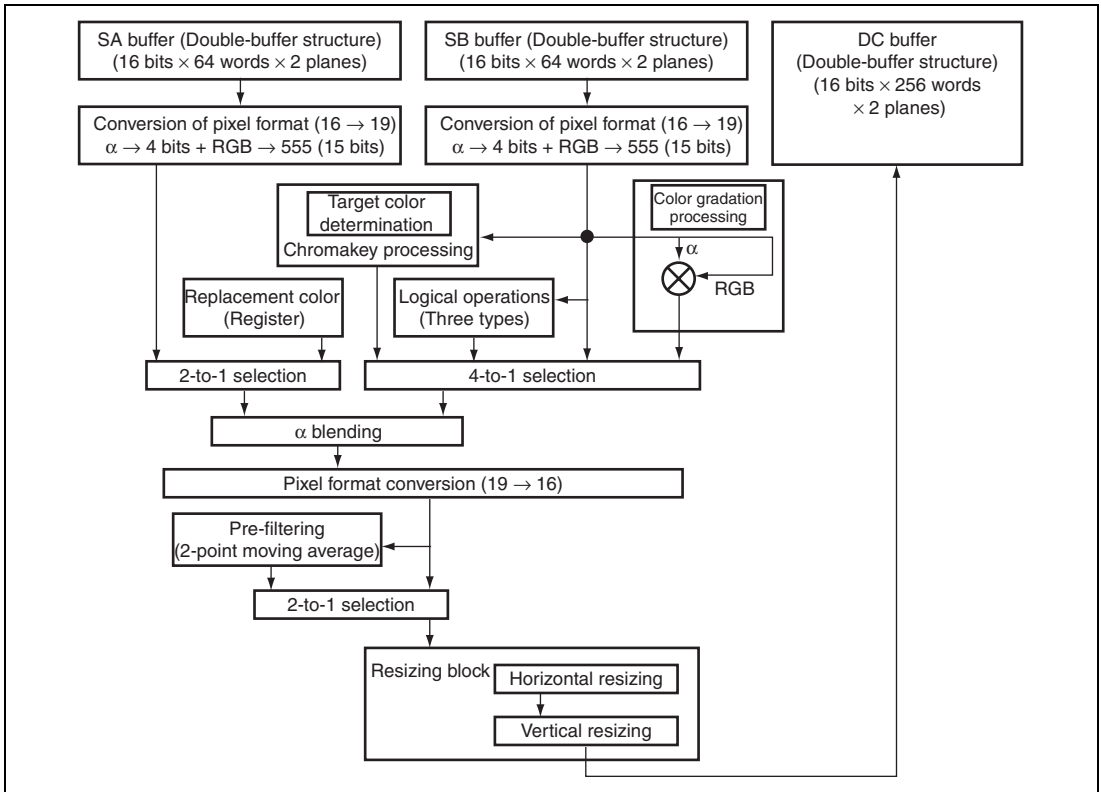 SA buffer (Double-buffer structure)
(16 bits × 64 words × 2 planes)
SB buffer (Double-buffer structure)
(16 bits × 64 words × 2 planes)
DC buffer
(Double-buffer structure)
(16 bits × 256 words
× 2 planes)
Conversion of pixel format (16 → 19)
α → 4 bits + RGB → 555 (15 bits)
Conversion of pixel format (16 → 19)
α → 4 bits + RGB → 555 (15 bits)
Target color
determination
Chromakey processing
Color gradation
processing
α
RGB
Replacement color
(Register)
Logical operations
(Three types)
2-to-1 selection
4-to-1 selection
α blending
Pixel format conversion (19 → 16)
Pre-filtering
(2-point moving average)
2-to-1 selection
Resizing block
Horizontal resizing
Vertical resizing